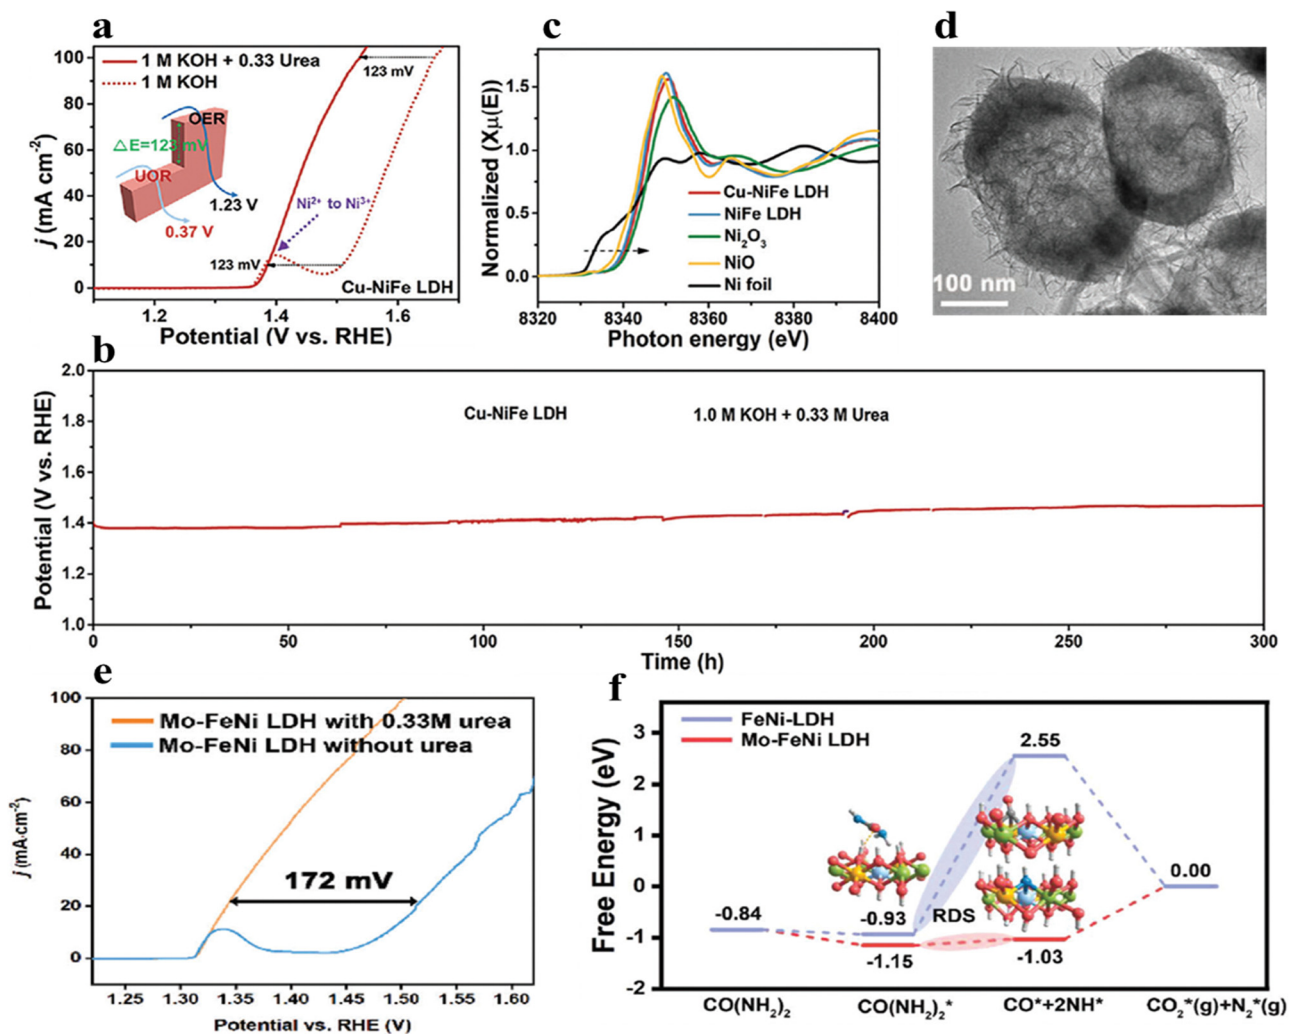 a
100
80
60
40
20
0
j (mA cm⁻²)
1 M KOH + 0.33 Urea
1 M KOH
123 mV
OER
△E=123 mV
UOR
1.23 V
0.37 V
Ni²⁺ to Ni³⁺
123 mV
Cu-NiFe LDH
1.2 1.4 1.6
Potential (V vs. RHE)
c
1.5
1.0
0.5
0.0
Normalized (Xμ(E))
Cu-NiFe LDH
NiFe LDH
Ni₂O₃
NiO
Ni foil
8320 8340 8360 8380 8400
Photon energy (eV)
d
100 nm
b
2.0
1.8
1.6
1.4
1.2
1.0
Potential (V vs. RHE)
Cu-NiFe LDH 1.0 M KOH + 0.33 M Urea
0 50 100 150 200 250 300
Time (h)
e
100
80
60
40
20
0
j (mA·cm⁻²)
Mo-FeNi LDH with 0.33M urea
Mo-FeNi LDH without urea
172 mV
1.25 1.30 1.35 1.40 1.45 1.50 1.55 1.60
Potential vs. RHE (V)
f
3
2
1
0
-1
-2
Free Energy (eV)
FeNi-LDH
Mo-FeNi LDH
2.55
0.00
-0.84
-0.93
RDS
-1.15
-1.03
CO(NH₂)₂ CO(NH₂)₂* CO*+2NH* CO₂*(g)+N₂*(g)